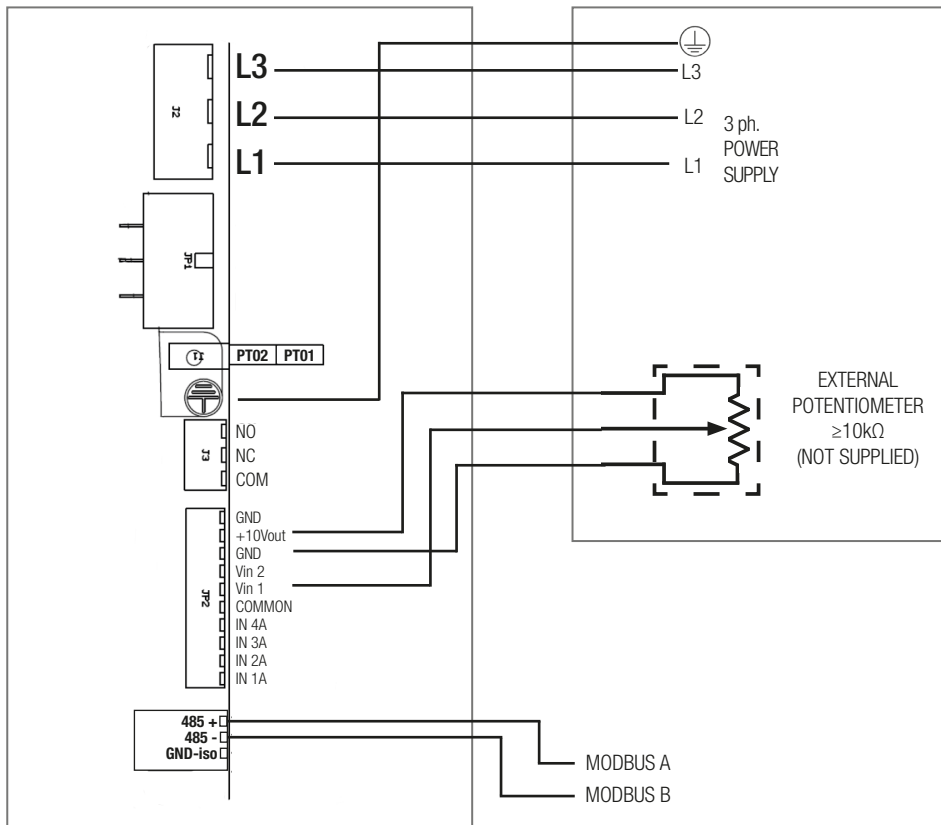 L3
L2
L1
J2
L3
L2
L1
3 ph.
POWER
SUPPLY
JP1
T1
PT02
PT01
EXTERNAL
POTENTIOMETER
≥10kΩ
(NOT SUPPLIED)
J3
NO
NC
COM
JP2
GND
+10Vout
GND
Vin 2
Vin 1
COMMON
IN 4A
IN 3A
IN 2A
IN 1A
485 +
485 -
GND-iso
MODBUS A
MODBUS B